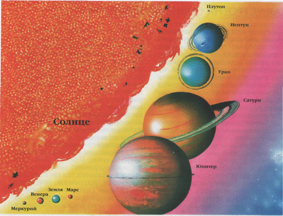 Плутон
Нептун
Уран
Сатурн
Солнце
Юпитер
Марс
Земля
Венера
Меркурий